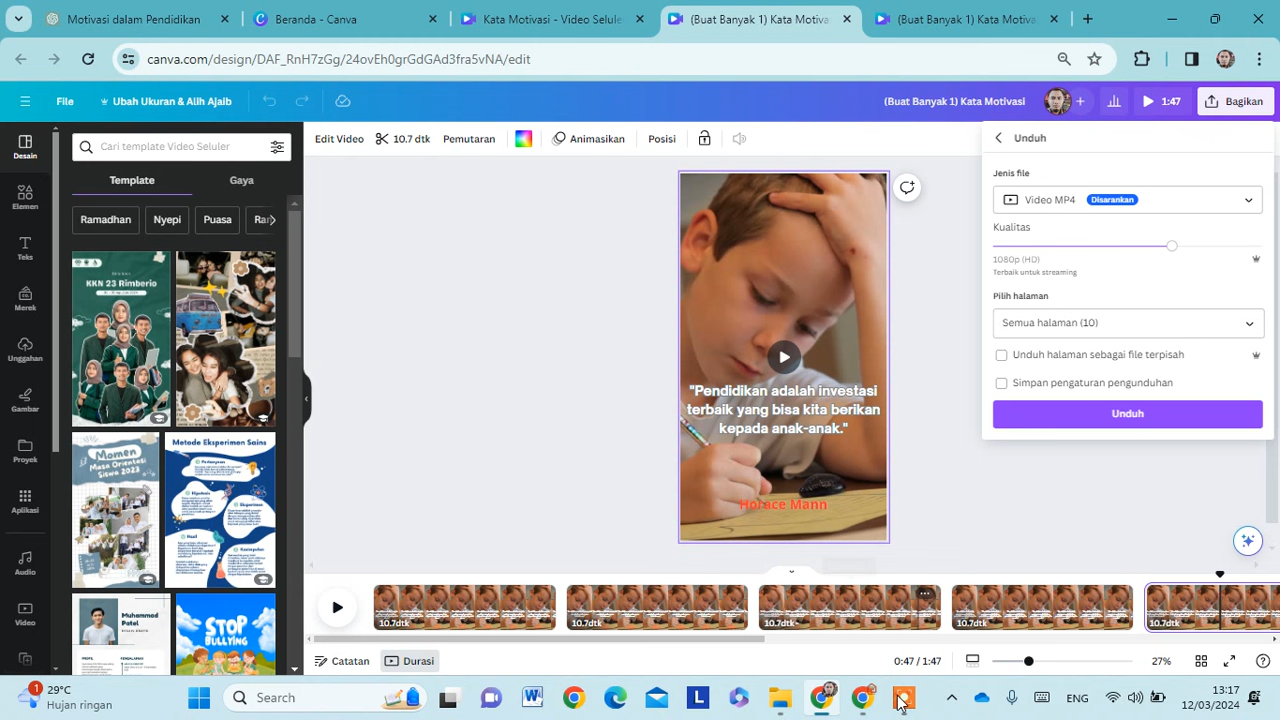 Motivasi dalam Pendidikan
Beranda - Canva
Kata Motivasi - Video Selule
(Buat Banyak 1) Kata Motiva
(Buat Banyak 1) Kata Motiva
canva.com/design/DAF_RnH7zGg/24ovEh0grGdGAd3fra5vNA/edit
File
Ubah Ukuran & Alih Ajaib
(Buat Banyak 1) Kata Motivasi
1:47
Bagikan
Desain
Elemen
Teks
Merek
Unggahan
Gambar
Proyek
Aplikasi
Audio
Video
Cari template Video Seluler
Template
Gaya
Ramadhan
Nyepi
Puasa
KKN 23 Rimberio
Momen
Masa Orientasi
Siswa 2023
Metode Eksperimen Sains
Muhammad
Patel
STOP
BULLYING
Edit Video
10.7 dtk
Pemutaran
Animasikan
Posisi
"Pendidikan adalah investasi
terbaik yang bisa kita berikan
kepada anak-anak."
Horace Mann
Unduh
Jenis file
Video MP4
Disarankan
Kualitas
1080p (HD)
Terbaik untuk streaming
Pilih halaman
Semua halaman (10)
Unduh halaman sebagai file terpisah
Simpan pengaturan pengunduhan
Unduh
10.7dtk
10.7dtk
10.7dtk
10.7dtk
10.7dtk
Catatan
Durasi
0:47 / 1:47
27%
1
29°C
Hujan ringan
Search
ENG
13:17
12/03/2024